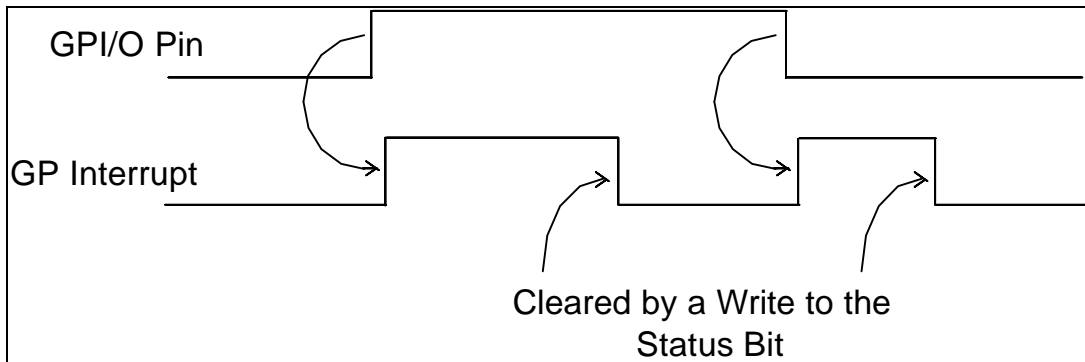 GPI/O Pin
GP Interrupt
Cleared by a Write to the
Status Bit